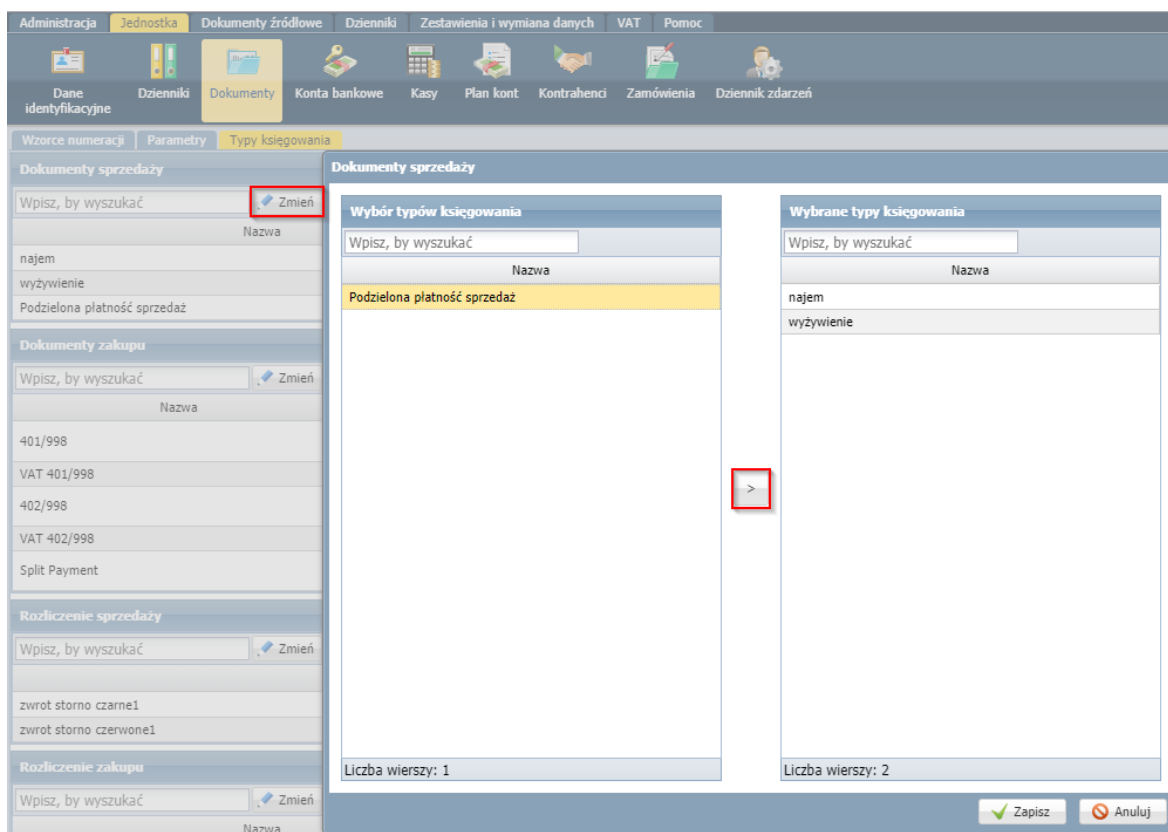 Administracja Jednostka Dokumenty źródłowe Dzienniki Zestawienia i wymiana danych VAT Pomoc
Dane identyfikacyjne Dzienniki Dokumenty Konta bankowe Kasy Plan kont Kontrahenci Zamówienia Dziennik zdarzeń
Wzorce numeracji Parametry Typy księgowania
Dokumenty sprzedaży
Wpisz, by wyszukać Zmień
Nazwa
najem
wyżywienie
Podzielona płatność sprzedaż
Dokumenty zakupu
Wpisz, by wyszukać Zmień
Nazwa
401/998
VAT 401/998
402/998
VAT 402/998
Split Payment
Rozliczenie sprzedaży
Wpisz, by wyszukać Zmień
zwrot storno czarne1
zwrot storno czerwone1
Rozliczenie zakupu
Wpisz, by wyszukać Zmień
Nazwa
Dokumenty sprzedaży
Wybór typów księgowania
Wpisz, by wyszukać
Nazwa
Podzielona płatność sprzedaż
Liczba wierszy: 1
>
Wybrane typy księgowania
Wpisz, by wyszukać
Nazwa
najem
wyżywienie
Liczba wierszy: 2
Zapisz Anuluj